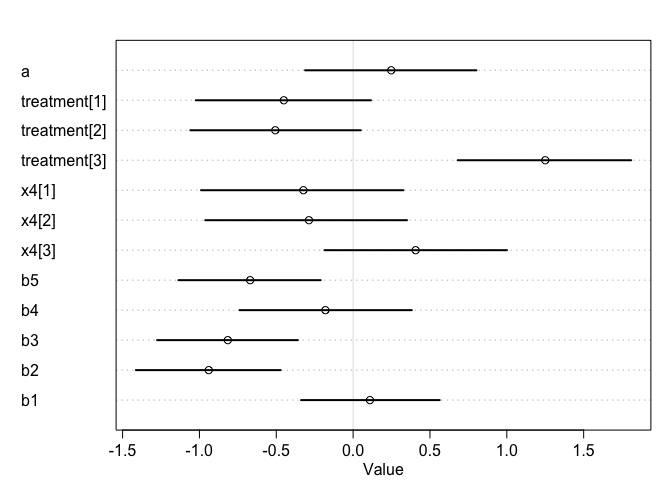 a
treatment[1]
treatment[2]
treatment[3]
x4[1]
x4[2]
x4[3]
b5
b4
b3
b2
b1
-1.5 -1.0 -0.5 0.0 0.5 1.0 1.5
Value